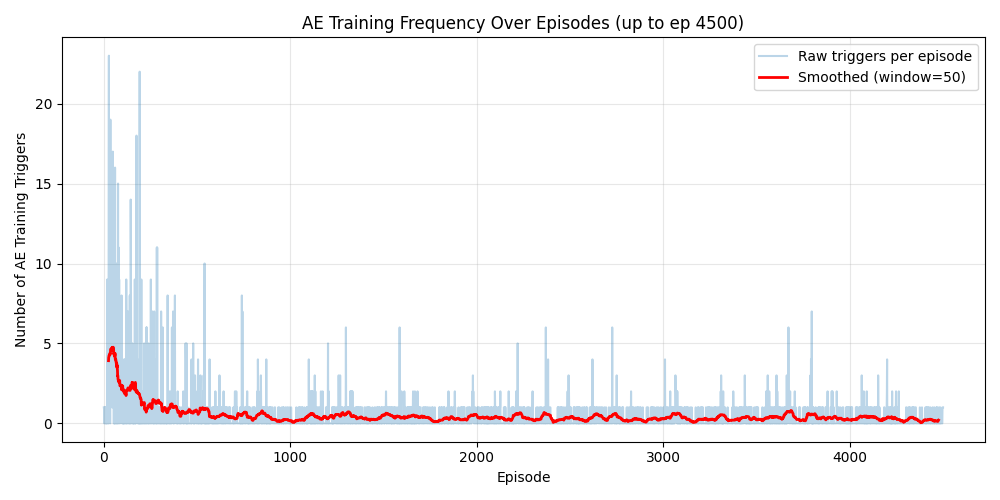 AE Training Frequency Over Episodes (up to ep 4500)
Raw triggers per episode
Smoothed (window=50)
Number of AE Training Triggers
20
15
10
5
0
0 1000 2000 3000 4000
Episode